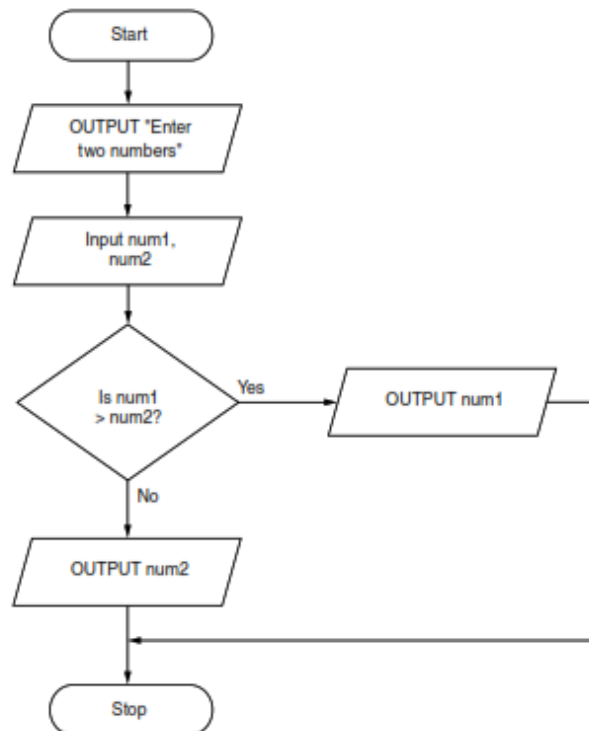 Start
OUTPUT "Enter
two numbers"
Input num1,
num2
Is num1
> num2?
Yes
OUTPUT num1
No
OUTPUT num2
Stop